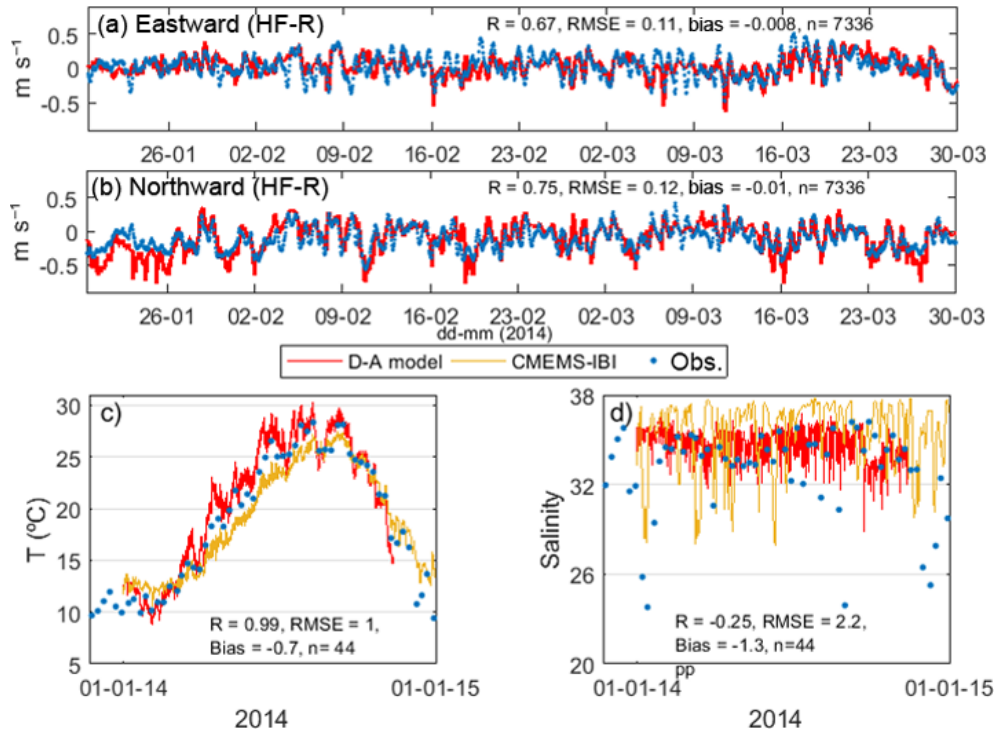 (a) Eastward (HF-R)
R = 0.67, RMSE = 0.11, bias = -0.008, n= 7336
m s⁻¹
0.5
0
-0.5
26-01 02-02 09-02 16-02 23-02 02-03 09-03 16-03 23-03 30-03
(b) Northward (HF-R)
R = 0.75, RMSE = 0.12, bias = -0.01, n= 7336
m s⁻¹
0.5
0
-0.5
26-01 02-02 09-02 16-02 23-02 02-03 09-03 16-03 23-03 30-03
dd-mm (2014)
D-A model CMEMS-IBI Obs.
c)
T (ºC)
30
25
20
15
10
5
R = 0.99, RMSE = 1,
Bias = -0.7, n= 44
01-01-14 01-01-15
2014
d)
Salinity
38
32
26
20
R = -0.25, RMSE = 2.2,
Bias = -1.3, n=44
pp
01-01-14 01-01-15
2014